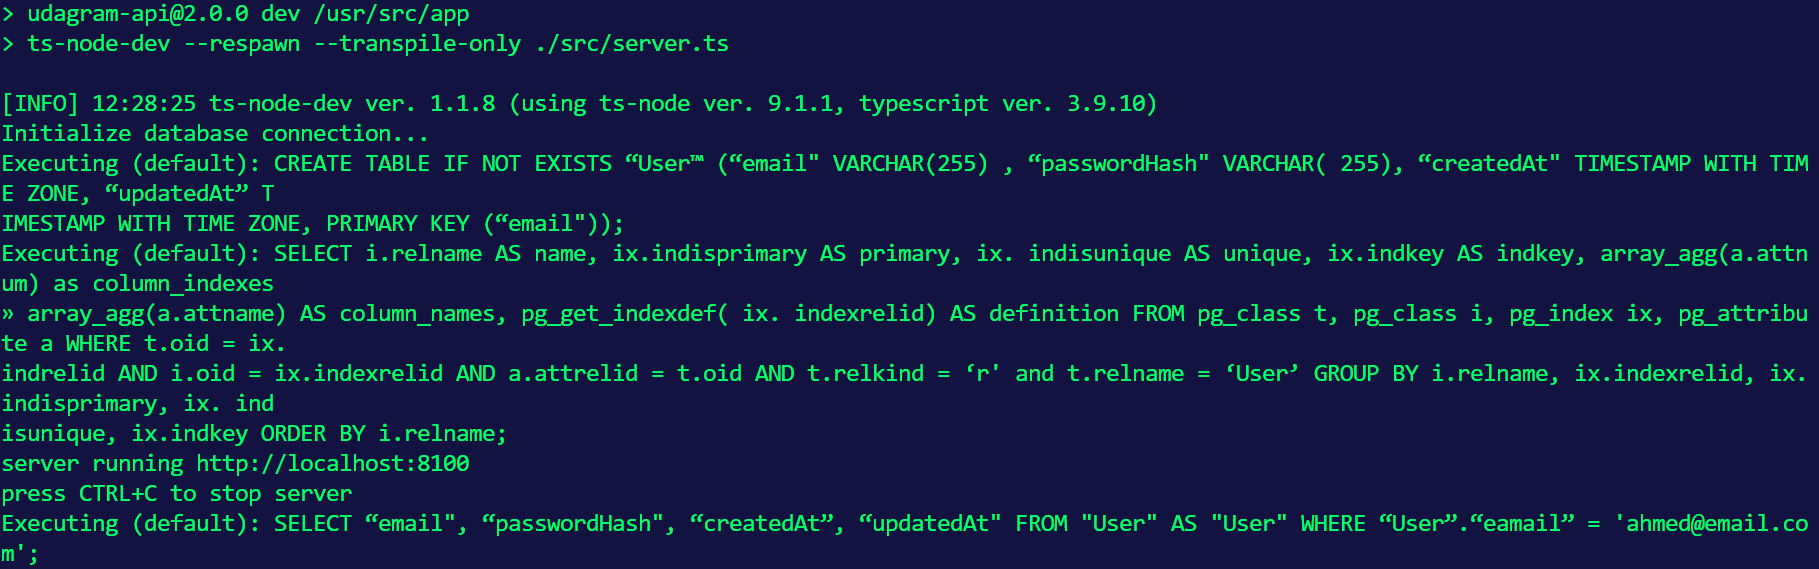 > udagram-api@2.0.0 dev /usr/src/app
> ts-node-dev --respawn --transpile-only ./src/server.ts
[INFO] 12:28:25 ts-node-dev ver. 1.1.8 (using ts-node ver. 9.1.1, typescript ver. 3.9.10)
Initialize database connection...
Executing (default): CREATE TABLE IF NOT EXISTS “User™ (“email" VARCHAR(255) , “passwordHash" VARCHAR( 255), “createdAt" TIMESTAMP WITH TIM
E ZONE, “updatedAt” T
IMESTAMP WITH TIME ZONE, PRIMARY KEY (“email"));
Executing (default): SELECT i.relname AS name, ix.indisprimary AS primary, ix. indisunique AS unique, ix.indkey AS indkey, array_agg(a.attn
um) as column_indexes
» array_agg(a.attname) AS column_names, pg_get_indexdef( ix. indexrelid) AS definition FROM pg_class t, pg_class i, pg_index ix, pg_attribu
te a WHERE t.oid = ix.
indrelid AND i.oid = ix.indexrelid AND a.attrelid = t.oid AND t.relkind = ‘r' and t.relname = ‘User’ GROUP BY i.relname, ix.indexrelid, ix.
indisprimary, ix. ind
isunique, ix.indkey ORDER BY i.relname;
server running http://localhost:8100
press CTRL+C to stop server
Executing (default): SELECT “email", “passwordHash", “createdAt”, “updatedAt" FROM "User" AS "User" WHERE “User”.“eamail” = 'ahmed@email.co
m';